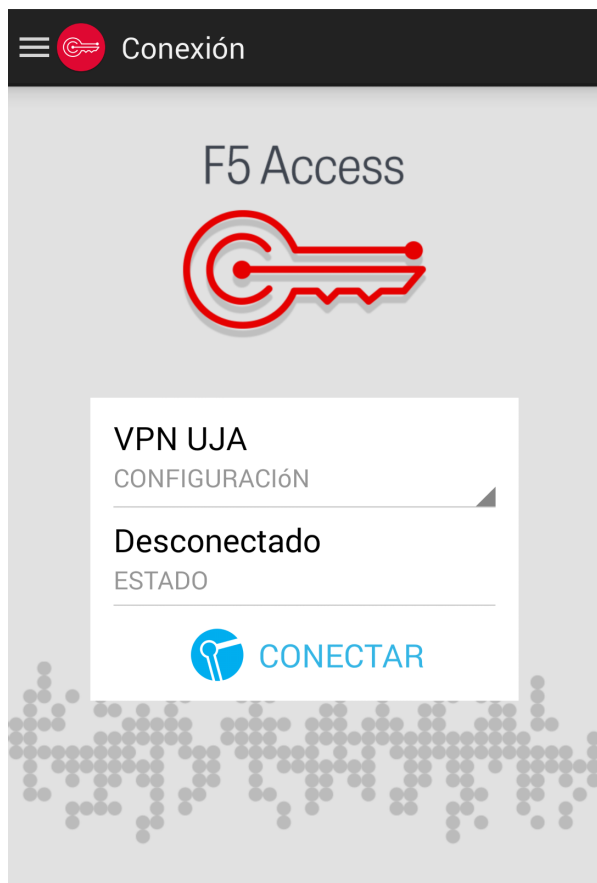 Conexión
F5 Access
VPN UJA
CONFIGURACIóN
Desconectado
ESTADO
CONECTAR